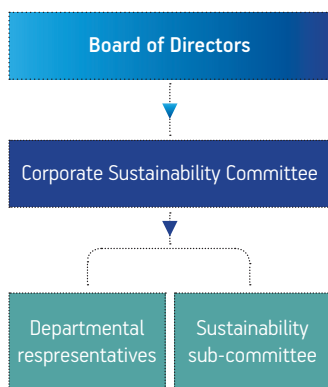 Board of Directors
Corporate Sustainability Committee
Departmental
respresentatives
Sustainability
sub-committee